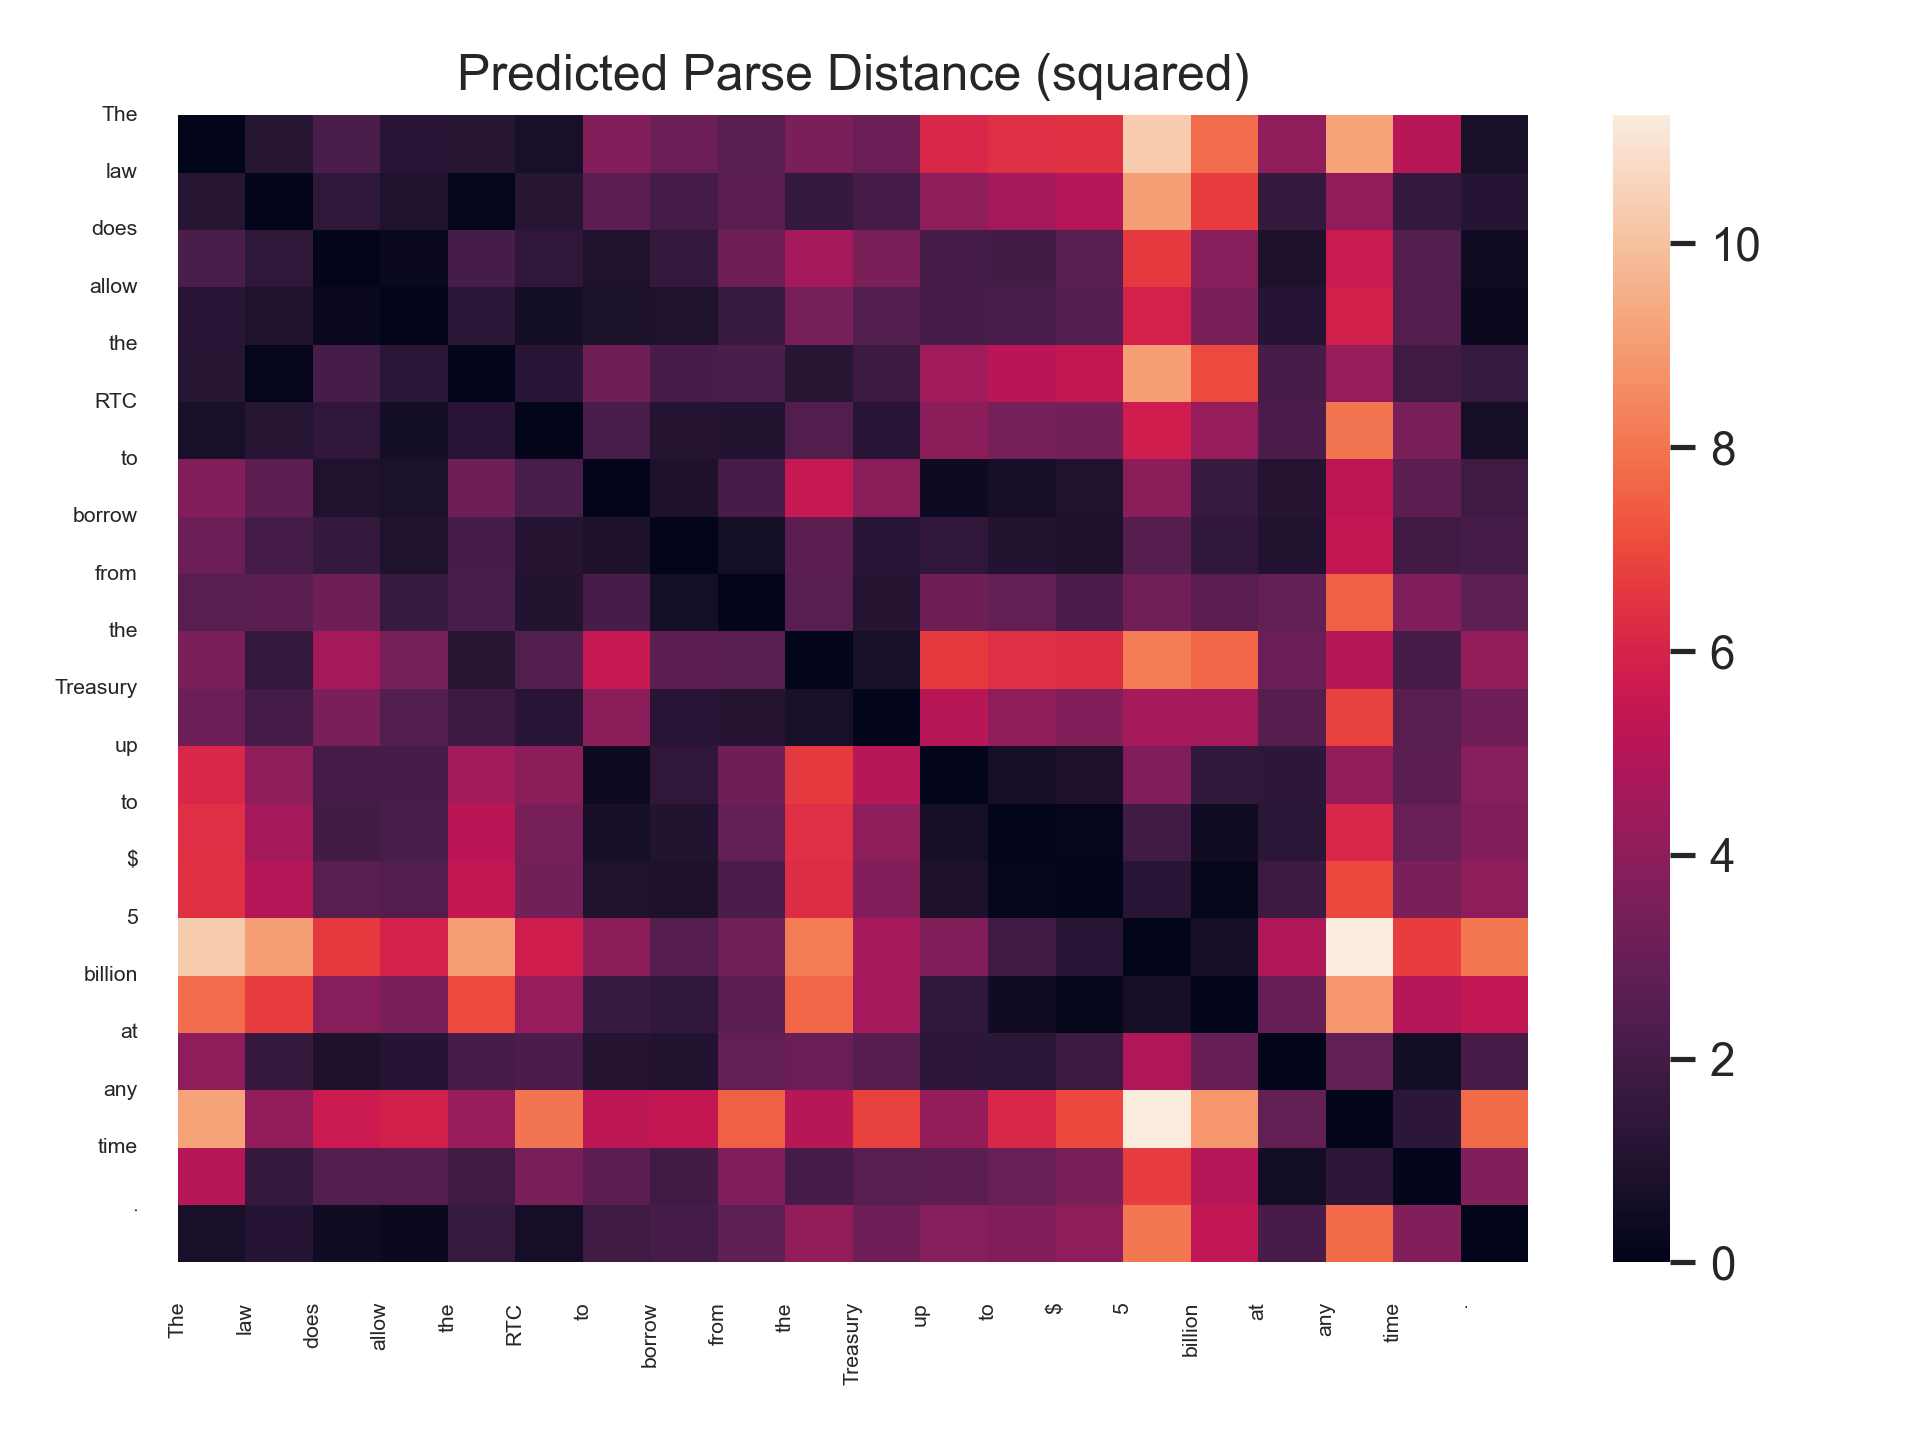 Predicted Parse Distance (squared)
The
law
does
allow
the
RTC
to
borrow
from
the
Treasury
up
to
$
5
billion
at
any
time
.
10
8
6
4
2
0
The law does allow the RTC to borrow from the Treasury up to $ 5 billion at any time .